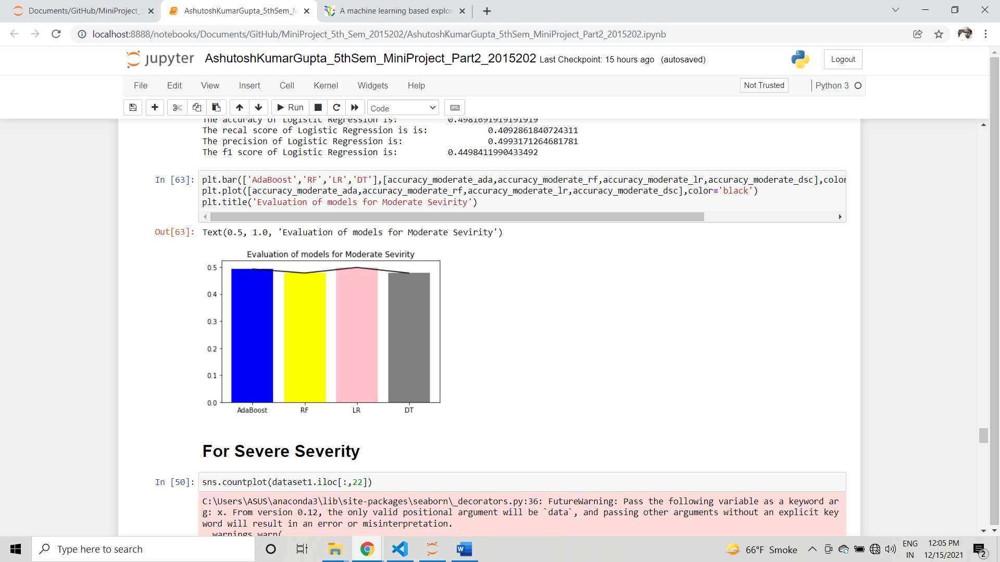 Documents/GitHub/MiniProject_5
AshutoshKumarGupta_5thSem_M
A machine learning based explor
localhost:8888/notebooks/Documents/GitHub/MiniProject_5th_Sem_2015202/AshutoshKumarGupta_5thSem_MiniProject_Part2_2015202.ipynb
jupyter AshutoshKumarGupta_5thSem_MiniProject_Part2_2015202 Last Checkpoint: 15 hours ago (autosaved)
Logout
File Edit View Insert Cell Kernel Widgets Help
Not Trusted
Python 3
Run
Code
The accuracy of Logistic Regression is: 0.4981691919191919
The recal score of Logistic Regression is is: 0.4092861840724311
The precision of Logistic Regression is: 0.4993171264681781
The f1 score of Logistic Regression is: 0.4498411990433492
In [63]: plt.bar(['AdaBoost','RF','LR','DT'],[accuracy_moderate_ada,accuracy_moderate_rf,accuracy_moderate_lr,accuracy_moderate_dsc],color
plt.plot([accuracy_moderate_ada,accuracy_moderate_rf,accuracy_moderate_lr,accuracy_moderate_dsc],color='black')
plt.title('Evaluation of models for Moderate Sevirity')
Out[63]: Text(0.5, 1.0, 'Evaluation of models for Moderate Sevirity')
Evaluation of models for Moderate Sevirity
0.5
0.4
0.3
0.2
0.1
0.0
AdaBoost RF LR DT
For Severe Severity
In [50]: sns.countplot(dataset1.iloc[:,22])
C:\Users\ASUS\anaconda3\lib\site-packages\seaborn\_decorators.py:36: FutureWarning: Pass the following variable as a keyword ar
g: x. From version 0.12, the only valid positional argument will be `data`, and passing other arguments without an explicit key
word will result in an error or misinterpretation.
warnings.warn(
Type here to search
66°F Smoke
ENG
IN
12:05 PM
12/15/2021
2